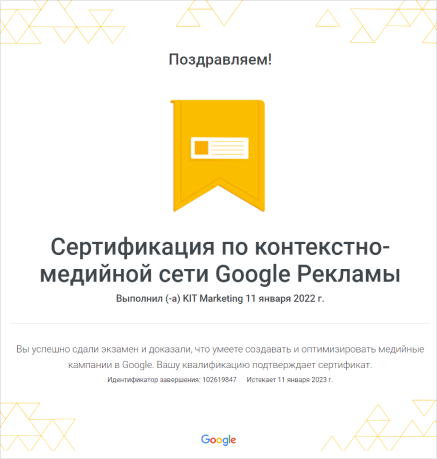 Поздравляем!
Сертификация по контекстно-
медийной сети Google Рекламы
Выполнил (-а) KIT Marketing 11 января 2022 г.
Вы успешно сдали экзамен и доказали, что умеете создавать и оптимизировать медийные
кампании в Google. Вашу квалификацию подтверждает сертификат.
Идентификатор завершения: 102619847 Истекает 11 января 2023 г.
Google